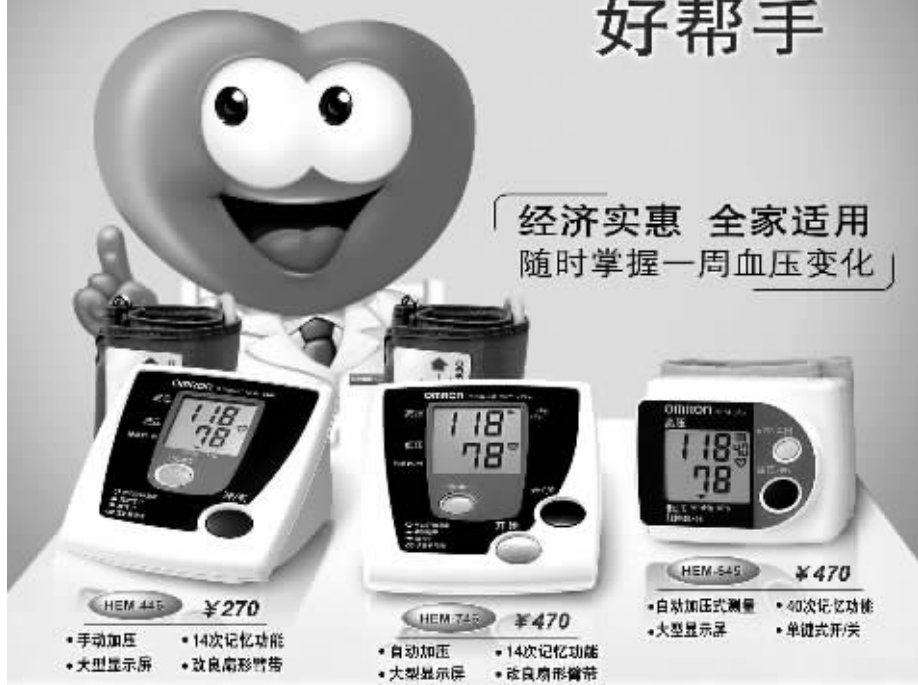 好帮手
经济实惠 全家适用
随时掌握一周血压变化
OMRON
118
78
OMRON
118
78
开始
OMRON
高压
118
78
HEM-445 ¥270
• 手动加压 • 14次记忆功能
• 大型显示屏 • 改良扇形臂带
HEM-745 ¥470
• 自动加压 • 14次记忆功能
• 大型显示屏 • 改良扇形臂带
HEM-645 ¥470
• 自动加压式测量 • 40次记忆功能
• 大型显示屏 • 单键式开/关